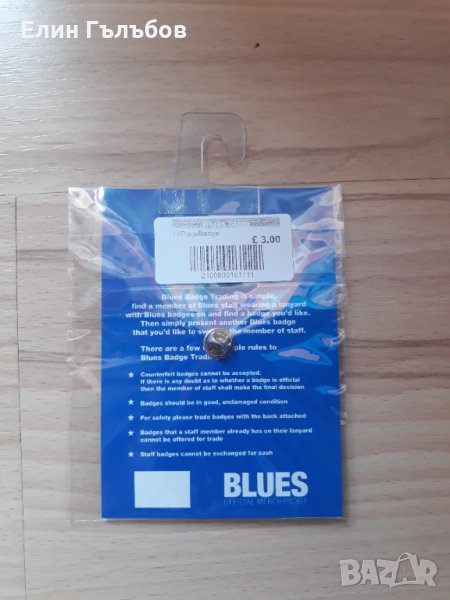 Елин Гълъбов
£ 3.00
2100800161111
Blues Badge Trading is simple,
find a member of Blues staff wearing a lanyard
with Blues badges on and find a badge you'd like.
Then simply present another Blues badge
that you'd like to swap to the member of staff.
There are a few simple rules to
Blues Badge Trading
★ Counterfeit badges cannot be accepted.
If there is any doubt as to whether a badge is official
then the member of staff shall make the final decision
★ Badges should be in good, undamaged condition
★ For safety please trade badges with the back attached
★ Badges that a staff member already has on their lanyard
cannot be offered for trade
★ Staff badges cannot be exchanged for cash
BLUES
OFFICIAL MERCHANDISE
BAZAR